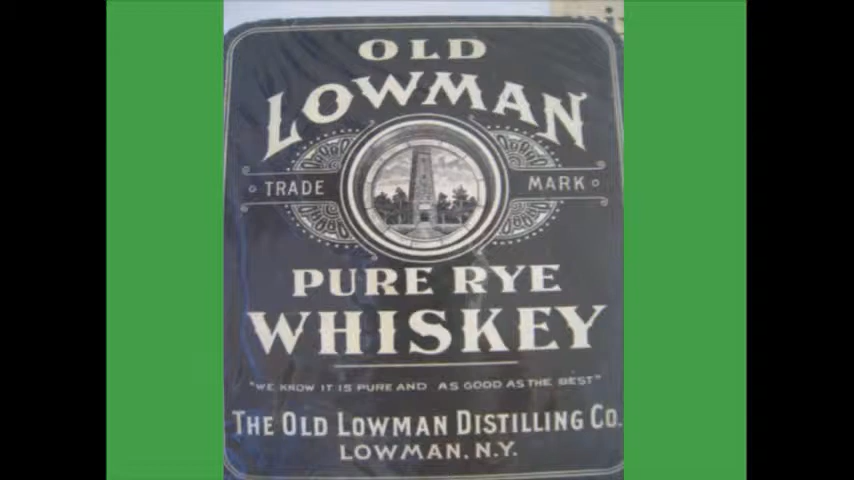 OLD
LOWMAN
TRADE MARK
PURE RYE
WHISKEY
"WE KNOW IT IS PURE AND AS GOOD AS THE BEST"
THE OLD LOWMAN DISTILLING CO.
LOWMAN, N.Y.